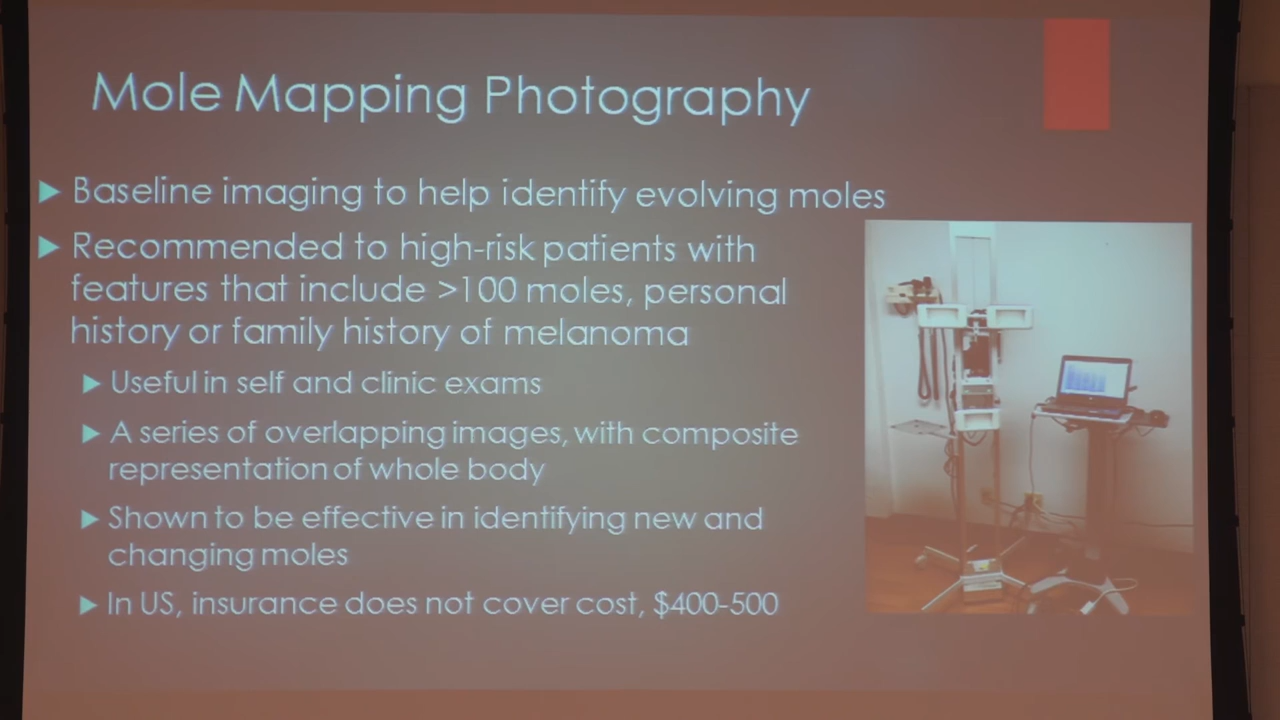 Mole Mapping Photography
Baseline imaging to help identify evolving moles
Recommended to high-risk patients with
features that include >100 moles, personal
history or family history of melanoma
Useful in self and clinic exams
A series of overlapping images, with composite
representation of whole body
Shown to be effective in identifying new and
changing moles
In US, insurance does not cover cost, $400-500